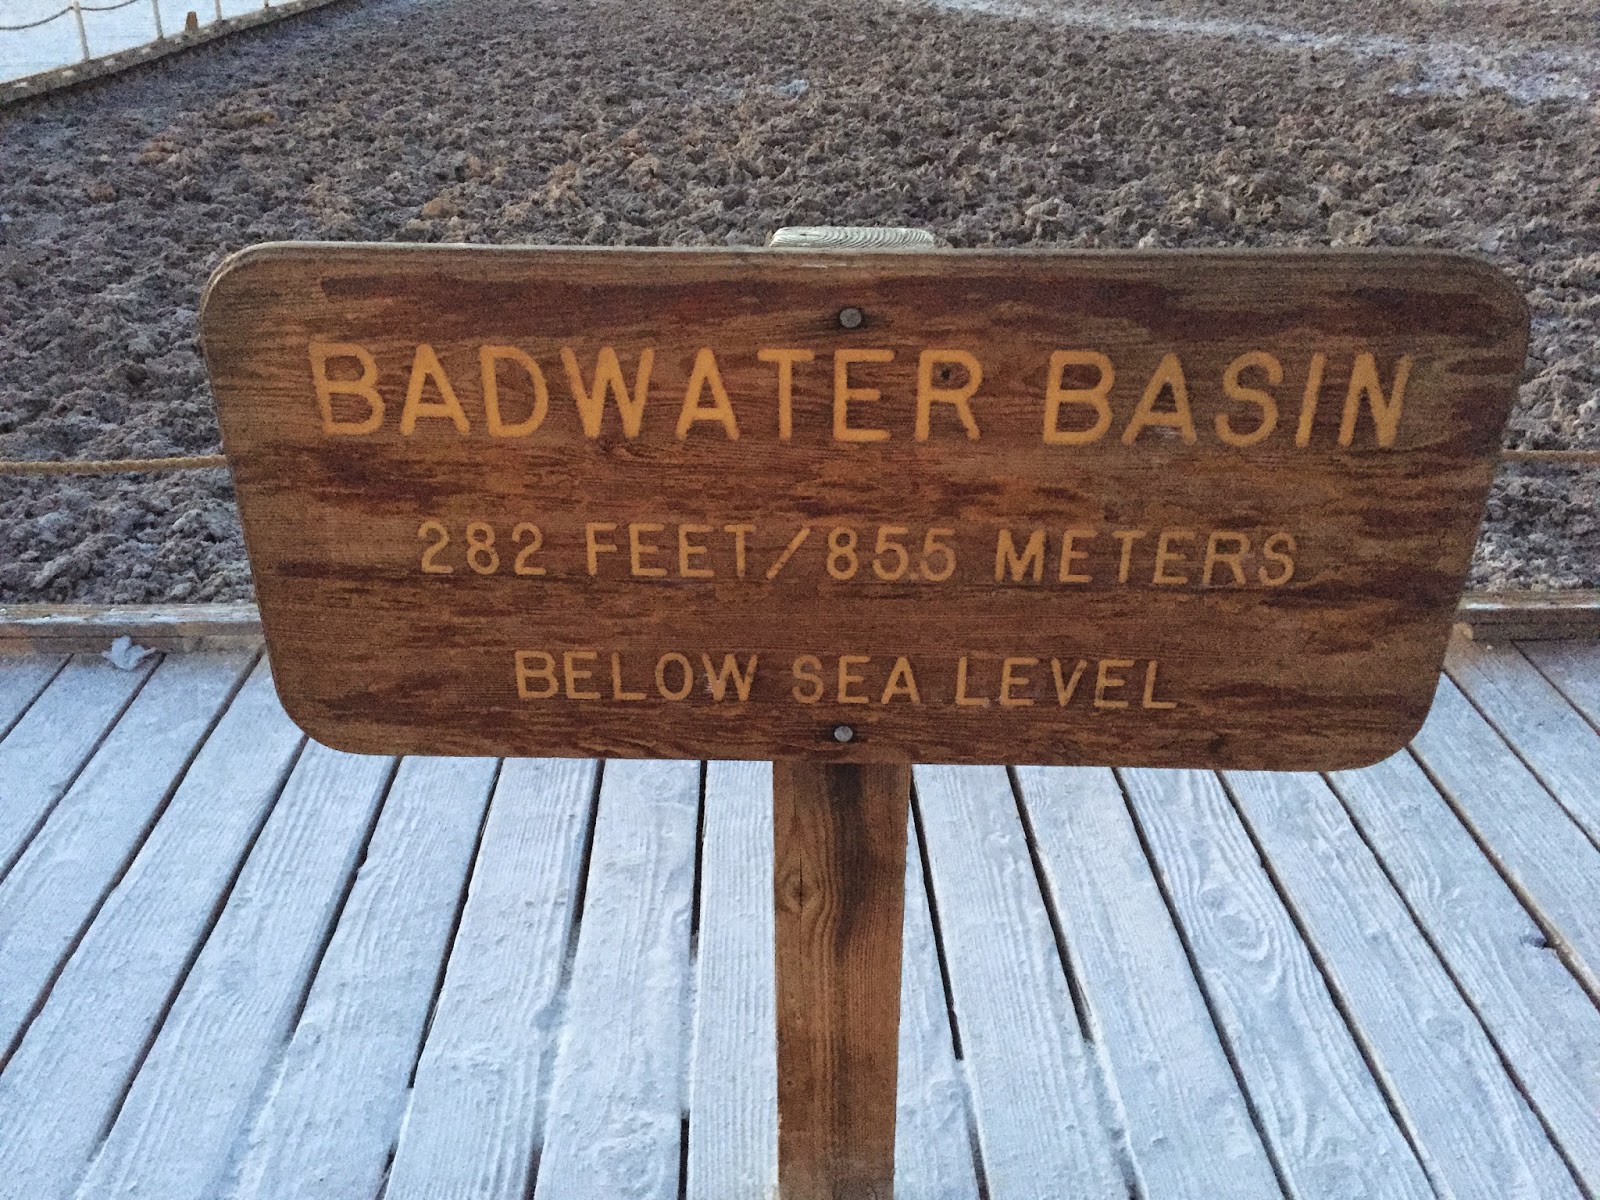 BADWATER BASIN
282 FEET/85.5 METERS
BELOW SEA LEVEL